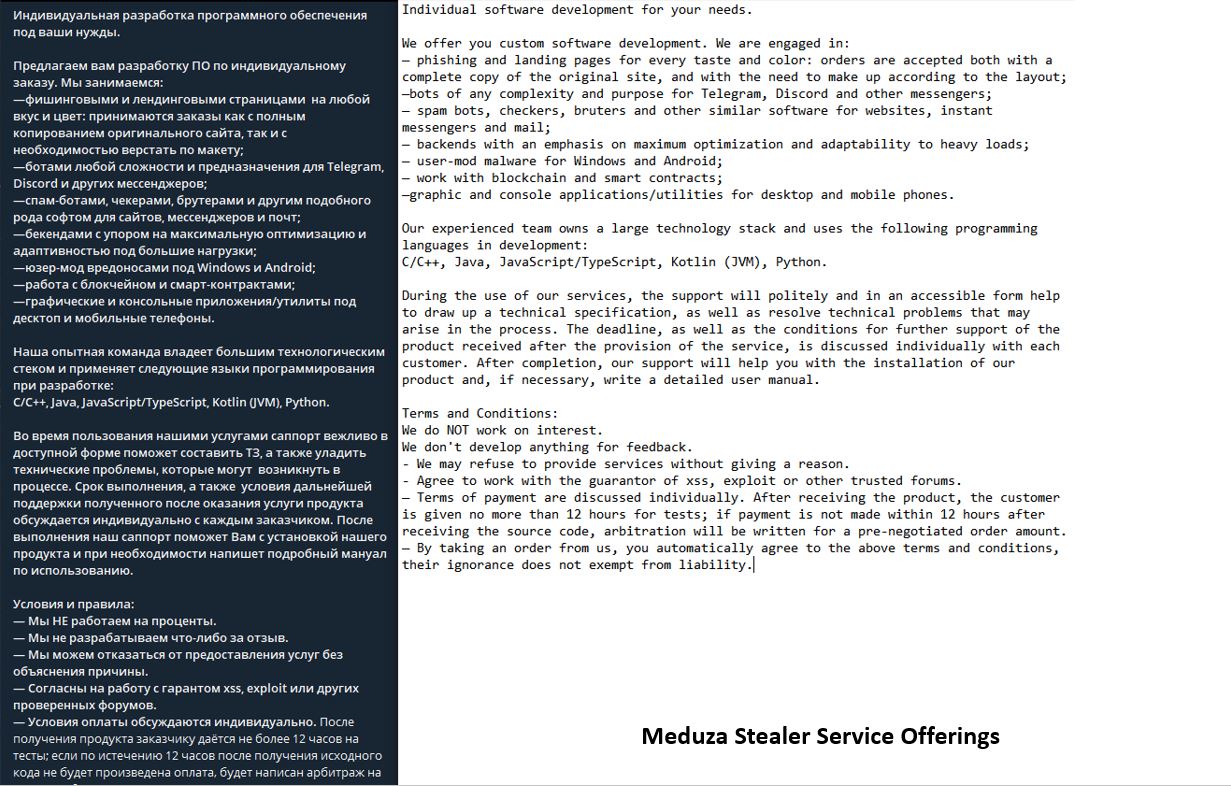 Индивидуальная разработка программного обеспечения
под ваши нужды.
Предлагаем вам разработку ПО по индивидуальному
заказу. Мы занимаемся:
—фишинговыми и лендинговыми страницами на любой
вкус и цвет: принимаются заказы как с полным
копированием оригинального сайта, так и с
необходимостью верстать по макету;
—ботами любой сложности и предназначения для Telegram,
Discord и других мессенджеров;
—спам-ботами, чекерами, брутерами и другим подобного
рода софтом для сайтов, мессенджеров и почт;
—бекендами с упором на максимальную оптимизацию и
адаптивностью под большие нагрузки;
—юзер-мод вредоносами под Windows и Android;
—работа с блокчейном и смарт-контрактами;
—графические и консольные приложения/утилиты под
десктоп и мобильные телефоны.
Наша опытная команда владеет большим технологическим
стеком и применяет следующие языки программирования
при разработке:
C/C++, Java, JavaScript/TypeScript, Kotlin (JVM), Python.
Во время пользования нашими услугами саппорт вежливо в
доступной форме поможет составить ТЗ, а также уладить
технические проблемы, которые могут возникнуть в
процессе. Срок выполнения, а также условия дальнейшей
поддержки полученного после оказания услуги продукта
обсуждается индивидуально с каждым заказчиком. После
выполнения наш саппорт поможет Вам с установкой нашего
продукта и при необходимости напишет подробный мануал
по использованию.
Условия и правила:
— Мы НЕ работаем на проценты.
— Мы не разрабатываем что-либо за отзыв.
— Мы можем отказаться от предоставления услуг без
объяснения причины.
— Согласны на работу с гарантом xss, exploit или других
проверенных форумов.
— Условия оплаты обсуждаются индивидуально. После
получения продукта заказчику даётся не более 12 часов на
тесты; если по истечению 12 часов после получения исходного
кода не будет произведена оплата, будет написан арбитраж на
Individual software development for your needs.
We offer you custom software development. We are engaged in:
— phishing and landing pages for every taste and color: orders are accepted both with a
complete copy of the original site, and with the need to make up according to the layout;
—bots of any complexity and purpose for Telegram, Discord and other messengers;
— spam bots, checkers, bruters and other similar software for websites, instant
messengers and mail;
— backends with an emphasis on maximum optimization and adaptability to heavy loads;
— user-mod malware for Windows and Android;
— work with blockchain and smart contracts;
—graphic and console applications/utilities for desktop and mobile phones.
Our experienced team owns a large technology stack and uses the following programming
languages in development:
C/C++, Java, JavaScript/TypeScript, Kotlin (JVM), Python.
During the use of our services, the support will politely and in an accessible form help
to draw up a technical specification, as well as resolve technical problems that may
arise in the process. The deadline, as well as the conditions for further support of the
product received after the provision of the service, is discussed individually with each
customer. After completion, our support will help you with the installation of our
product and, if necessary, write a detailed user manual.
Terms and Conditions:
We do NOT work on interest.
We don't develop anything for feedback.
- We may refuse to provide services without giving a reason.
- Agree to work with the guarantor of xss, exploit or other trusted forums.
— Terms of payment are discussed individually. After receiving the product, the customer
is given no more than 12 hours for tests; if payment is not made within 12 hours after
receiving the source code, arbitration will be written for a pre-negotiated order amount.
— By taking an order from us, you automatically agree to the above terms and conditions,
their ignorance does not exempt from liability.
Meduza Stealer Service Offerings